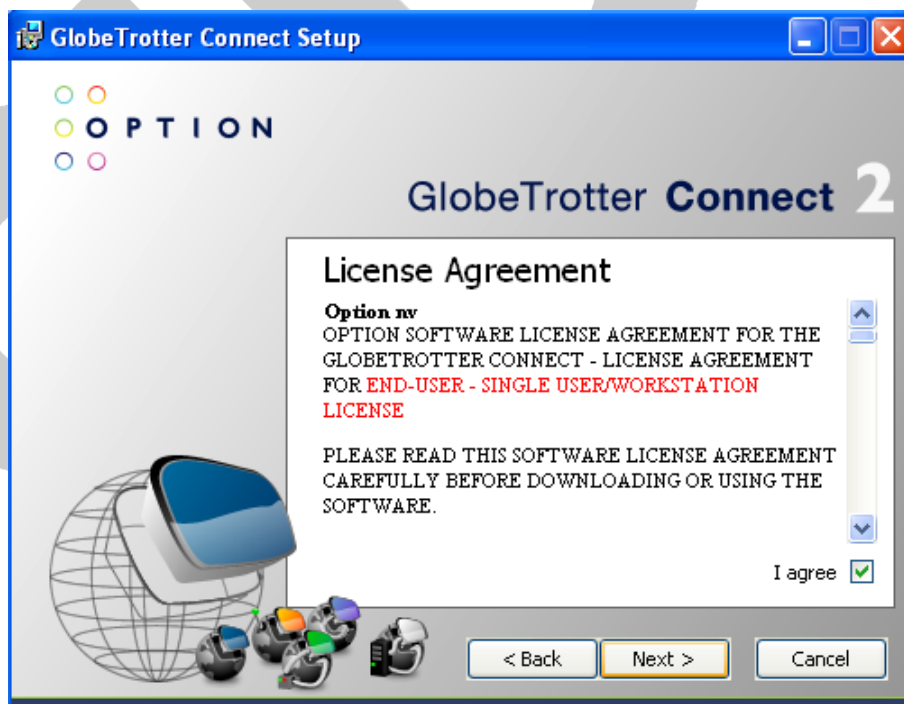 GlobeTrotter Connect Setup
OPTION
GlobeTrotter Connect 2
License Agreement
Option nv
OPTION SOFTWARE LICENSE AGREEMENT FOR THE
GLOBETROTTER CONNECT - LICENSE AGREEMENT
FOR END-USER - SINGLE USER/WORKSTATION
LICENSE
PLEASE READ THIS SOFTWARE LICENSE AGREEMENT
CAREFULLY BEFORE DOWNLOADING OR USING THE
SOFTWARE.
I agree
< Back Next > Cancel